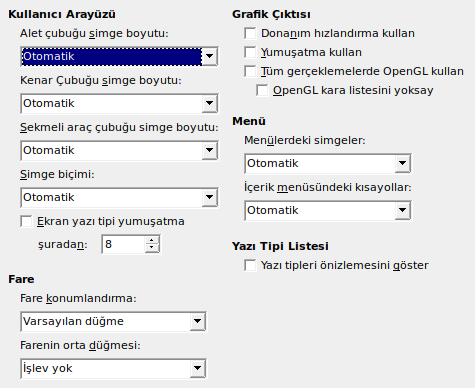 Kullanıcı Arayüzü
Alet çubuğu simge boyutu:
Otomatik
Kenar Çubuğu simge boyutu:
Otomatik
Sekmeli araç çubuğu simge boyutu:
Otomatik
Simge biçimi:
Otomatik
Ekran yazı tipi yumuşatma
şuradan: 8
Fare
Fare konumlandırma:
Varsayılan düğme
Farenin orta düğmesi:
İşlev yok
Grafik Çıktısı
Donanım hızlandırma kullan
Yumuşatma kullan
Tüm gerçeklemelerde OpenGL kullan
OpenGL kara listesini yoksay
Menü
Menülerdeki simgeler:
Otomatik
İçerik menüsündeki kısayollar:
Otomatik
Yazı Tipi Listesi
Yazı tipleri önizlemesini göster